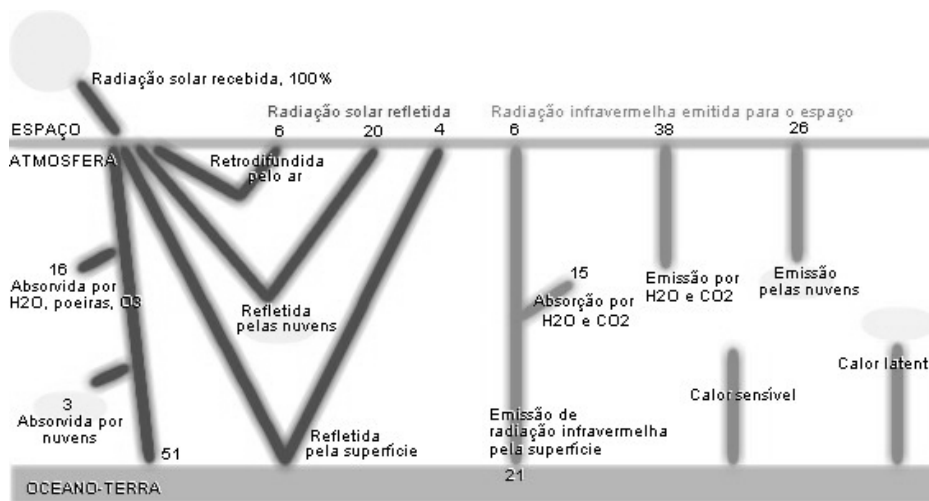 Radiação solar recebida, 100%
Radiação solar refletida
Radiação infravermelha emitida para o espaço
ESPAÇO
6
20
4
6
38
26
ATMOSFERA
Retrodifundida
pelo ar
16
Absorvida por
H2O, poeiras, O3
Refletida
pelas nuvens
15
Absorção por
H2O e CO2
Emissão por
H2O e CO2
Emissão
pelas nuvens
3
Absorvida por
nuvens
51
Refletida
pela superfície
Emissão de
radiação infravermelha
pela superfície
21
Calor sensível
Calor latent
OCEANO-TERRA